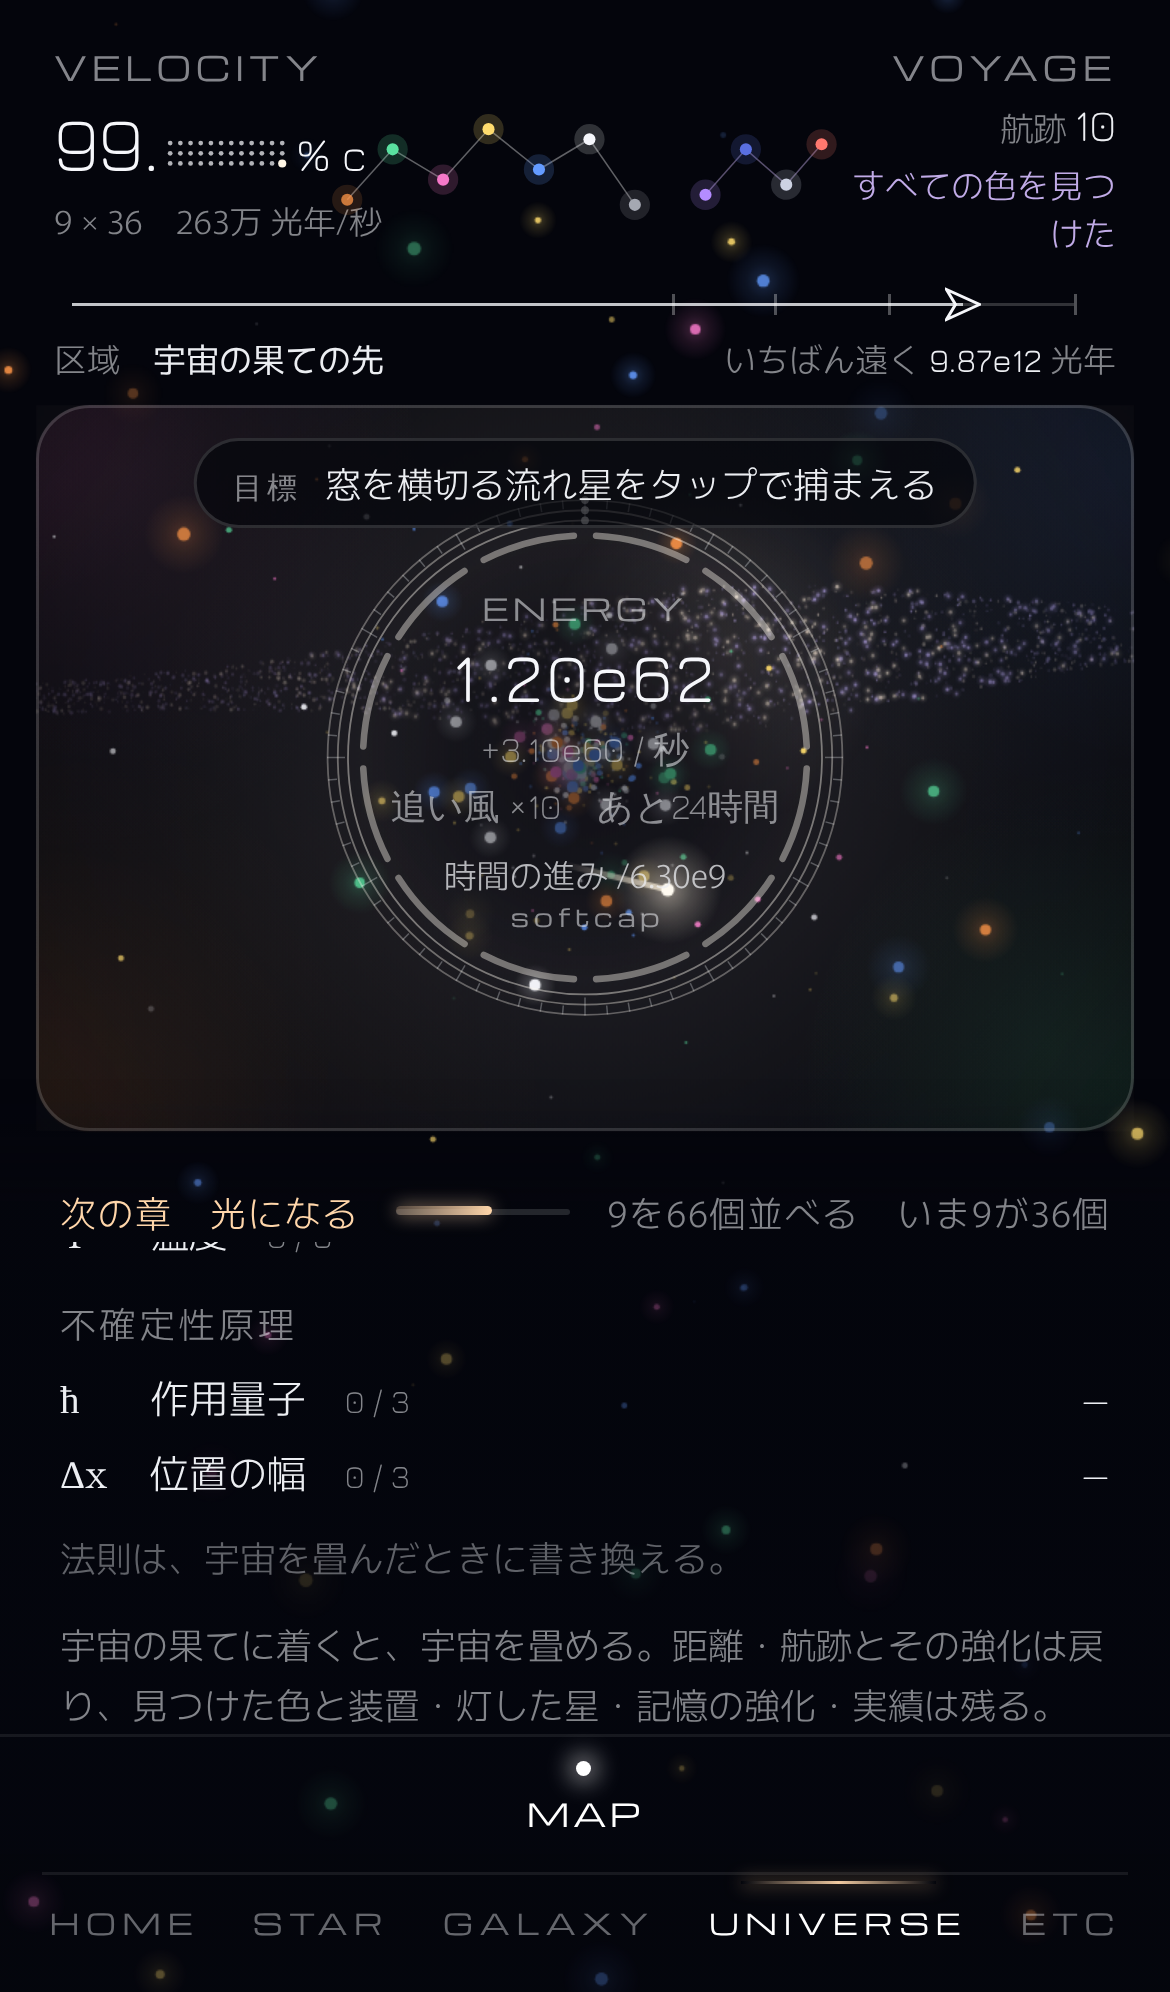 VELOCITY
VOYAGE
99.
% c
航跡 10
すべての色を見つ
けた
9 × 36 263万 光年/秒
区域 宇宙の果ての先
いちばん遠く 9.87e12 光年
目標 窓を横切る流れ星をタップで捕まえる
ENERGY
1.20e62
+3.10e60 / 秒
追い風 ×10 あと24時間
時間の進み /6.30e9
softcap
次の章 光になる
9を66個並べる いま9が36個
不確定性原理
ħ 作用量子 0 / 3 —
Δx 位置の幅 0 / 3 —
法則は、宇宙を畳んだときに書き換える。
宇宙の果てに着くと、宇宙を畳める。距離・航跡とその強化は戻
り、見つけた色と装置・灯した星・記憶の強化・実績は残る。
MAP
HOME STAR GALAXY UNIVERSE ETC